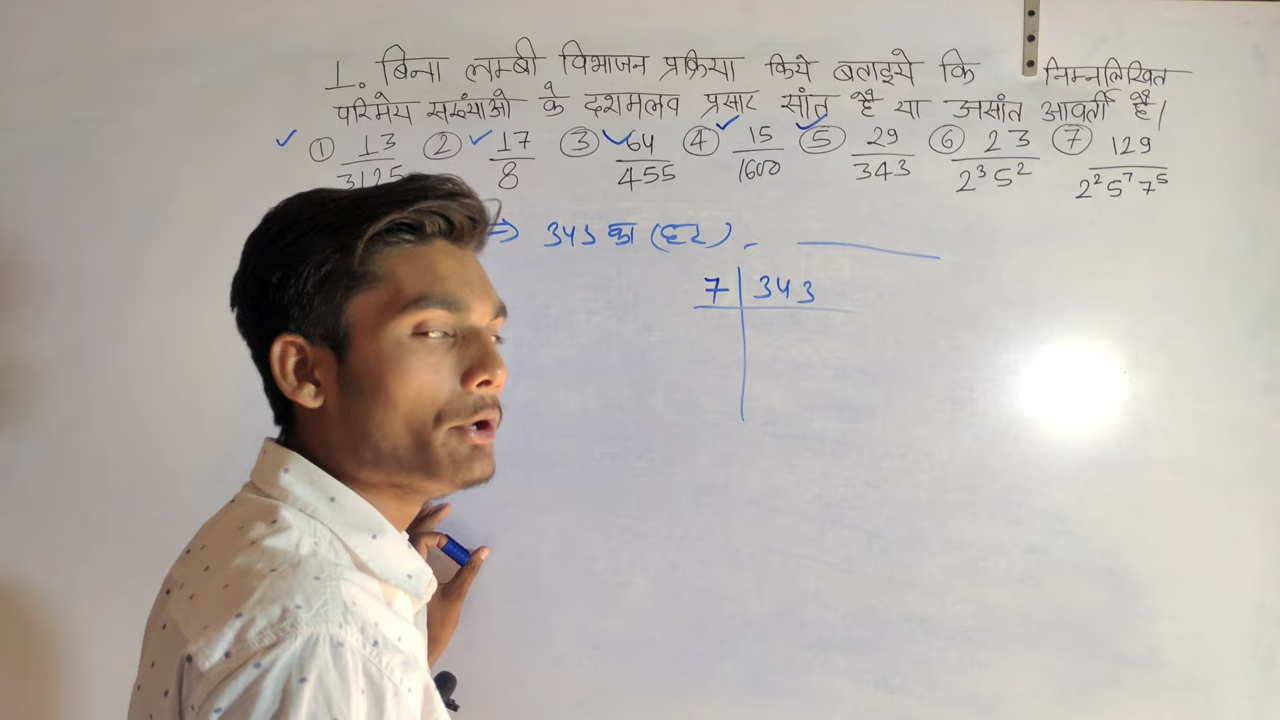 1. बिना लम्बी विभाजन प्रक्रिया किये बताइये कि निम्नलिखित
परिमेय सख्ंयाओ के दशमलव प्रसार सांत है या असांत आवर्ती है।
① 13/3125 ② 17/8 ③ 64/455 ④ 15/1600 ⑤ 29/343 ⑥ 23/2³5² ⑦ 129/2²5⁷7⁵
⇒ 343 का (हर) -
7 | 343